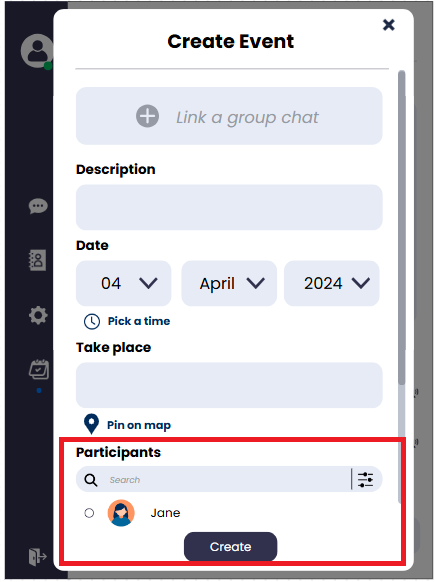 Create Event
Link a group chat
Description
Date
04 April 2024
Pick a time
Take place
Pin on map
Participants
Search
Jane
Create